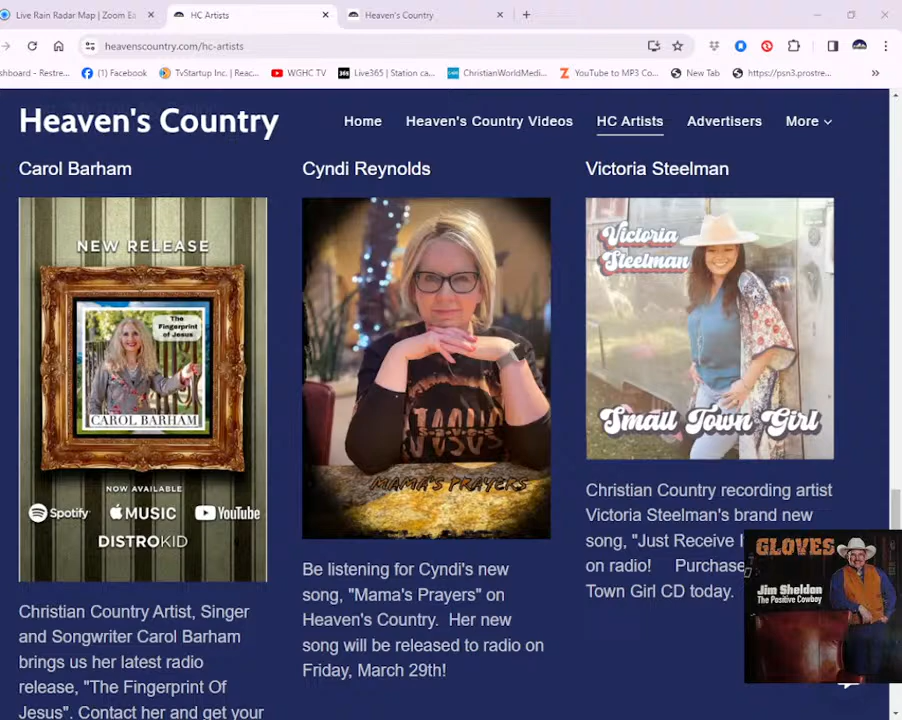 Live Rain Radar Map | Zoom Ea
HC Artists
Heaven's Country
heavenscountry.com/hc-artists
shboard - Restre...
(1) Facebook
TvStartup Inc. | Reac...
WGHC TV
Live365 | Station ca...
ChristianWorldMedi...
YouTube to MP3 Co...
New Tab
https://psn3.prostre...
Heaven's Country
Home
Heaven's Country Videos
HC Artists
Advertisers
More
Carol Barham
NEW RELEASE
The
Fingerprint
of Jesus
CAROL BARHAM
NOW AVAILABLE
Spotify
MUSIC
YouTube
DISTROKID
Christian Country Artist, Singer
and Songwriter Carol Barham
brings us her latest radio
release, "The Fingerprint Of
Jesus". Contact her and get your
Cyndi Reynolds
MAMA'S PRAYERS
Be listening for Cyndi's new
song, "Mama's Prayers" on
Heaven's Country. Her new
song will be released to radio on
Friday, March 29th!
Victoria Steelman
Victoria
Steelman
Small Town Girl
Christian Country recording artist
Victoria Steelman's brand new
song, "Just Receive
on radio! Purchase
Town Girl CD today.
GLOVES
Jim Sheldon
The Positive Cowboy